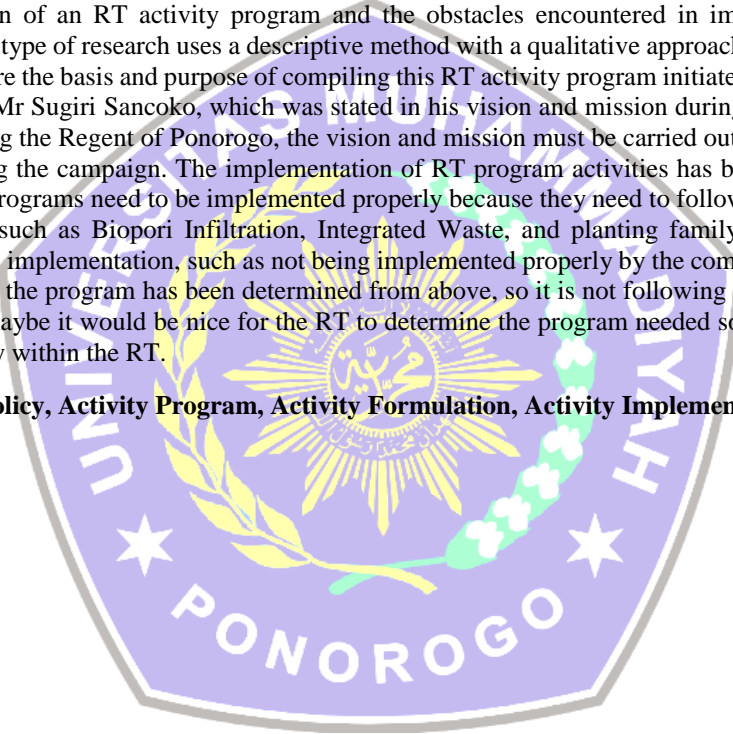 n of an RT activity program and the obstacles encountered in im
type of research uses a descriptive method with a qualitative approach
re the basis and purpose of compiling this RT activity program initiate
Mr Sugiri Sancoko, which was stated in his vision and mission during
g the Regent of Ponorogo, the vision and mission must be carried out
g the campaign. The implementation of RT program activities has b
rograms need to be implemented properly because they need to follow
such as Biopori Infiltration, Integrated Waste, and planting family
implementation, such as not being implemented properly by the com
the program has been determined from above, so it is not following
aybe it would be nice for the RT to determine the program needed so
y within the RT.
olicy, Activity Program, Activity Formulation, Activity Implemen
UNIVERSITAS MUHAMMADIYAH
PONOROGO